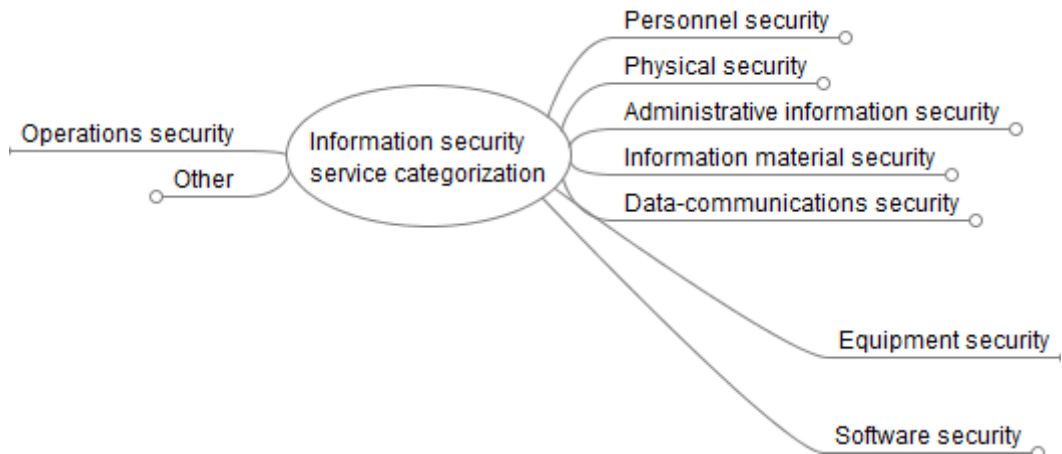 Personnel security
Physical security
Administrative information security
Operations security
Information security
service categorization
Information material security
Other
Data-communications security
Equipment security
Software security